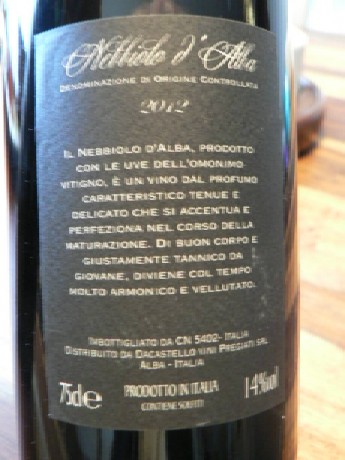 Nebbiolo d'Alba
DENOMINAZIONE DI ORIGINE CONTROLLATA
2012
IL NEBBIOLO D'ALBA, PRODOTTO
CON LE UVE DELL'OMONIMO
VITIGNO, È UN VINO DAL PROFUMO
CARATTERISTICO TENUE E
DELICATO CHE SI ACCENTUA E
PERFEZIONA NEL CORSO DELLA
MATURAZIONE. DI BUON CORPO E
GIUSTAMENTE TANNICO DA
GIOVANE, DIVIENE COL TEMPO
MOLTO ARMONICO E VELLUTATO.
IMBOTTIGLIATO DA CN 5402- ITALIA
DISTRIBUITO DA DACASTELLO VINI PREGIATI SRL
ALBA - ITALIA
75cl e PRODOTTO IN ITALIA 14%vol
CONTIENE SOLFITI